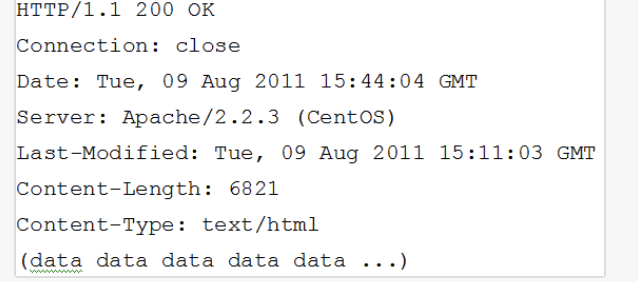 HTTP/1.1 200 OK
Connection: close
Date: Tue, 09 Aug 2011 15:44:04 GMT
Server: Apache/2.2.3 (CentOS)
Last-Modified: Tue, 09 Aug 2011 15:11:03 GMT
Content-Length: 6821
Content-Type: text/html
(data data data data data ...)